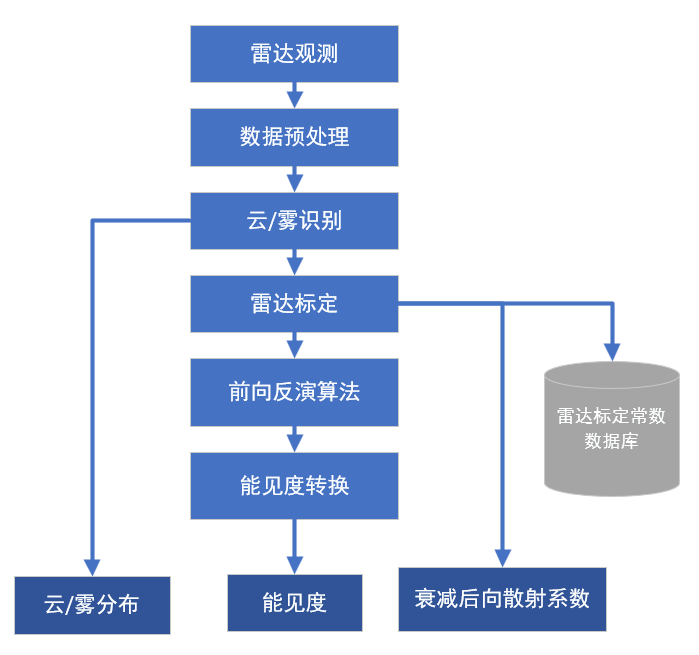 雷达观测
数据预处理
云/雾识别
雷达标定
前向反演算法
雷达标定常数
数据库
能见度转换
云/雾分布
能见度
衰减后向散射系数